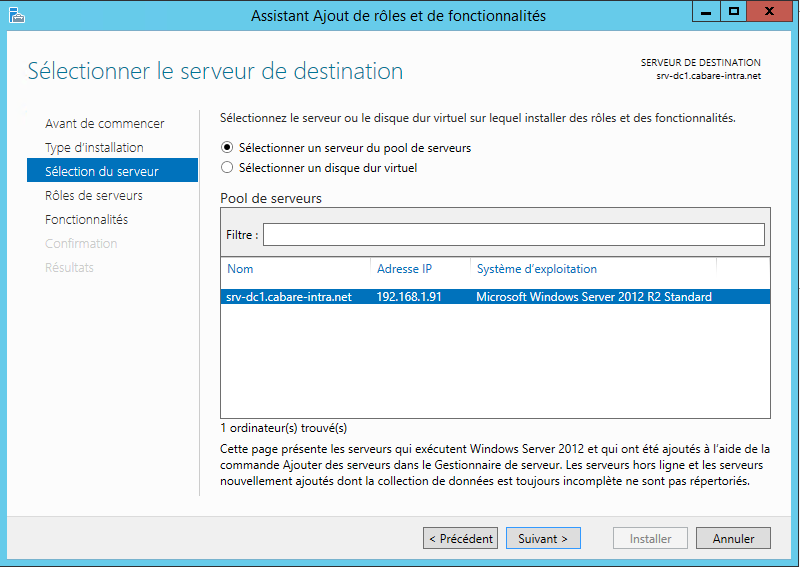 Assistant Ajout de rôles et de fonctionnalités
Sélectionner le serveur de destination
SERVEUR DE DESTINATION
srv-dc1.cabare-intra.net
Avant de commencer
Type d'installation
Sélection du serveur
Rôles de serveurs
Fonctionnalités
Confirmation
Résultats
Sélectionnez le serveur ou le disque dur virtuel sur lequel installer des rôles et des fonctionnalités.
Sélectionner un serveur du pool de serveurs
Sélectionner un disque dur virtuel
Pool de serveurs
Filtre :
Nom Adresse IP Système d'exploitation
srv-dc1.cabare-intra.net 192.168.1.91 Microsoft Windows Server 2012 R2 Standard
1 ordinateur(s) trouvé(s)
Cette page présente les serveurs qui exécutent Windows Server 2012 et qui ont été ajoutés à l'aide de la
commande Ajouter des serveurs dans le Gestionnaire de serveur. Les serveurs hors ligne et les serveurs
nouvellement ajoutés dont la collection de données est toujours incomplète ne sont pas répertoriés.
< Précédent Suivant > Installer Annuler